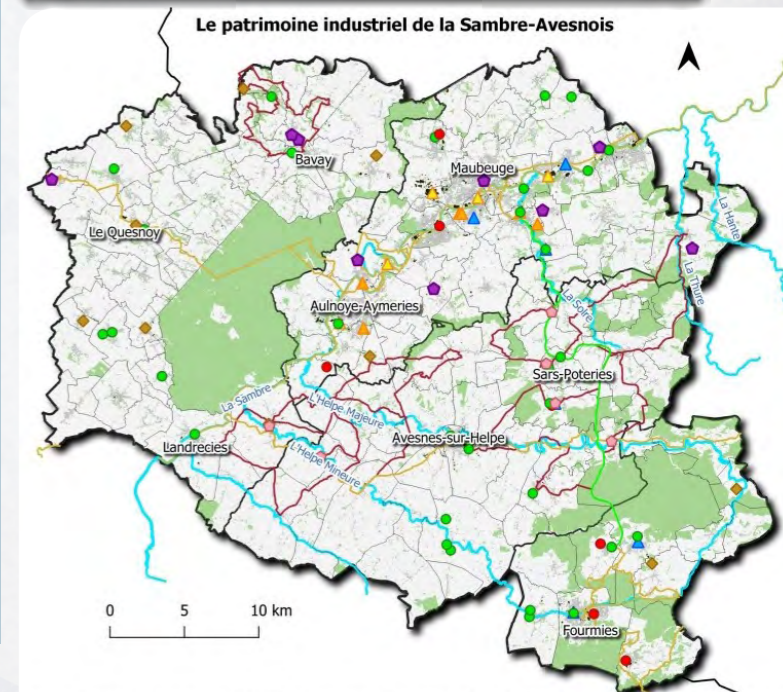 Le patrimoine industriel de la Sambre-Avesnois
Bavay
Maubeuge
Le Quesnoy
La Hante
La Thure
Aulnoye-Aymeries
La Solre
Sars-Poteries
La Sambre
L'Helpe Majeure
Landrecies
L'Helpe Mineure
Avesnes-sur-Helpe
0 5 10 km
Fourmies